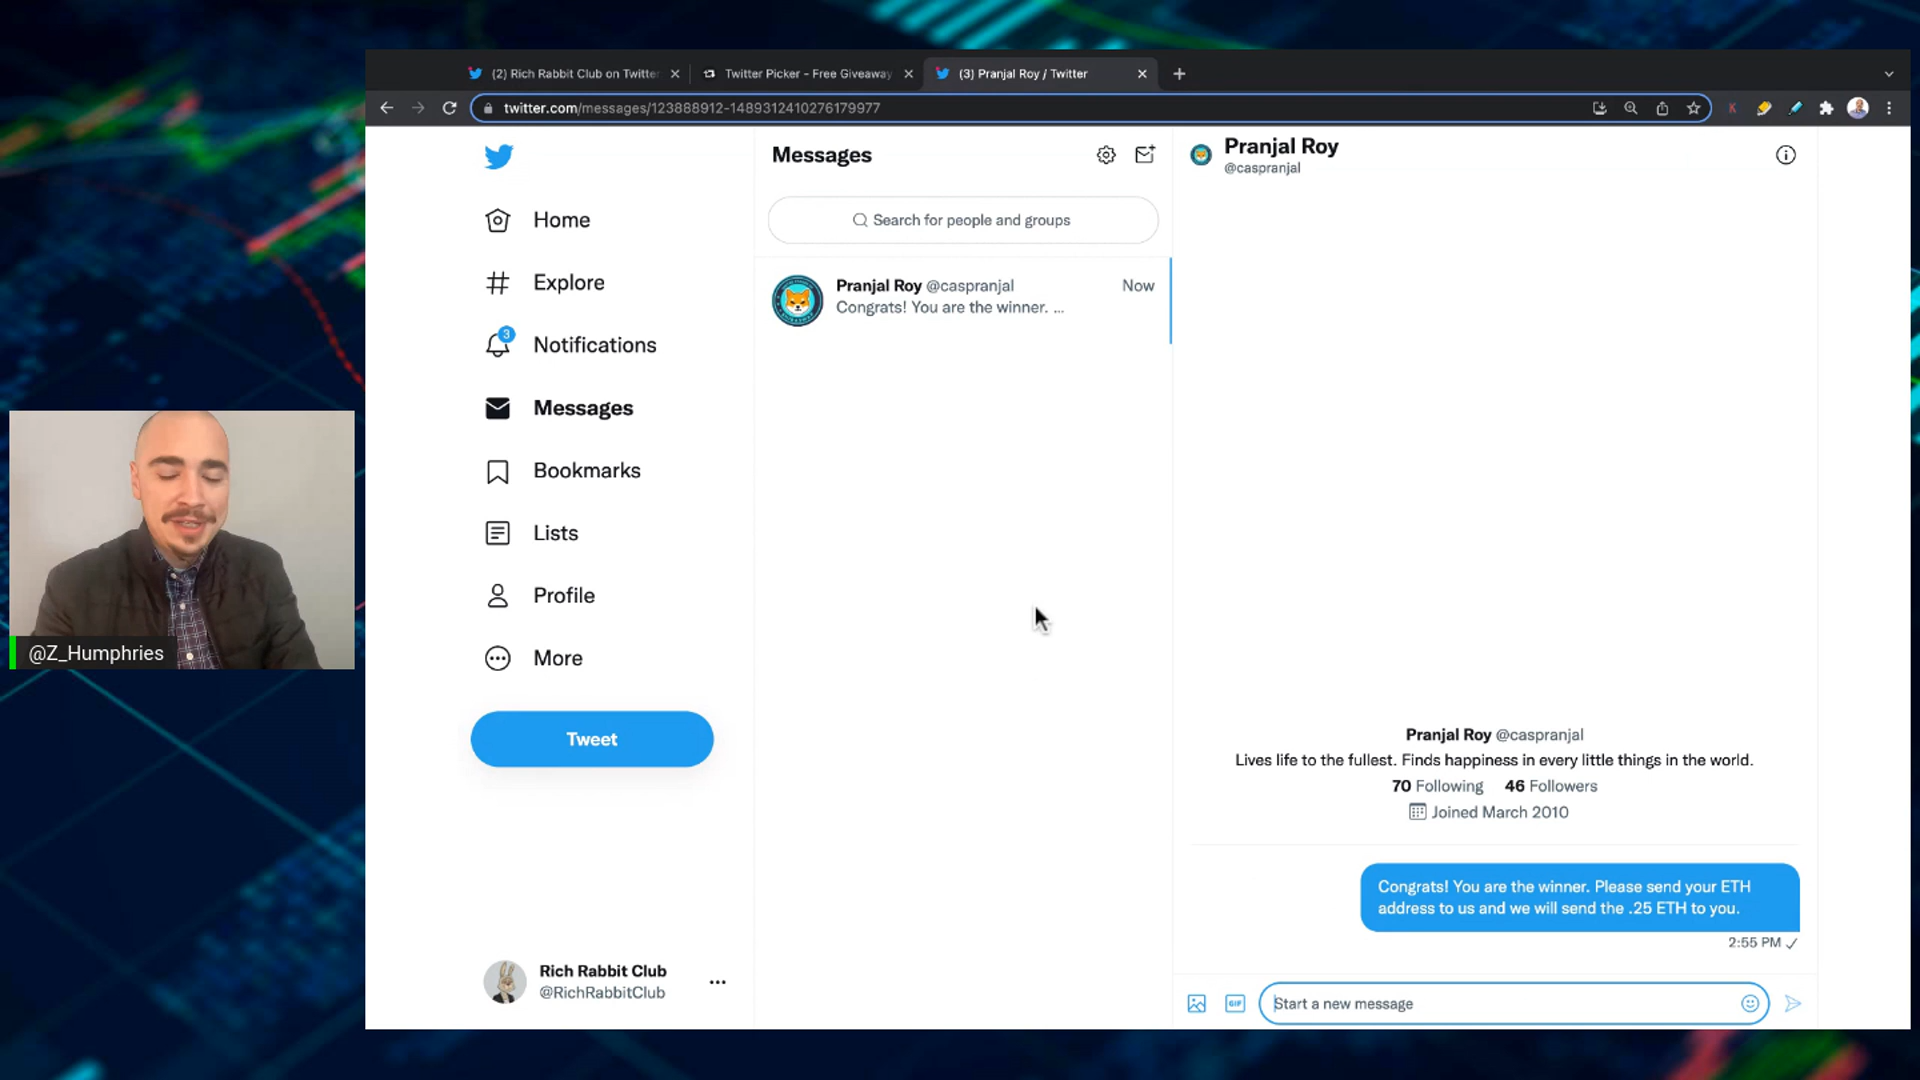 (2) Rich Rabbit Club on Twitter
Twitter Picker - Free Giveaway
(3) Pranjal Roy / Twitter
twitter.com/messages/123888912-1489312410276179977
Home
Explore
3
Notifications
Messages
Bookmarks
Lists
Profile
More
Tweet
Rich Rabbit Club
@RichRabbitClub
Messages
Search for people and groups
Pranjal Roy @caspranjal Now
Congrats! You are the winner. ...
Pranjal Roy
@caspranjal
Pranjal Roy @caspranjal
Lives life to the fullest. Finds happiness in every little things in the world.
70 Following 46 Followers
Joined March 2010
Congrats! You are the winner. Please send your ETH
address to us and we will send the .25 ETH to you.
2:55 PM
GIF
Start a new message
@Z_Humphries